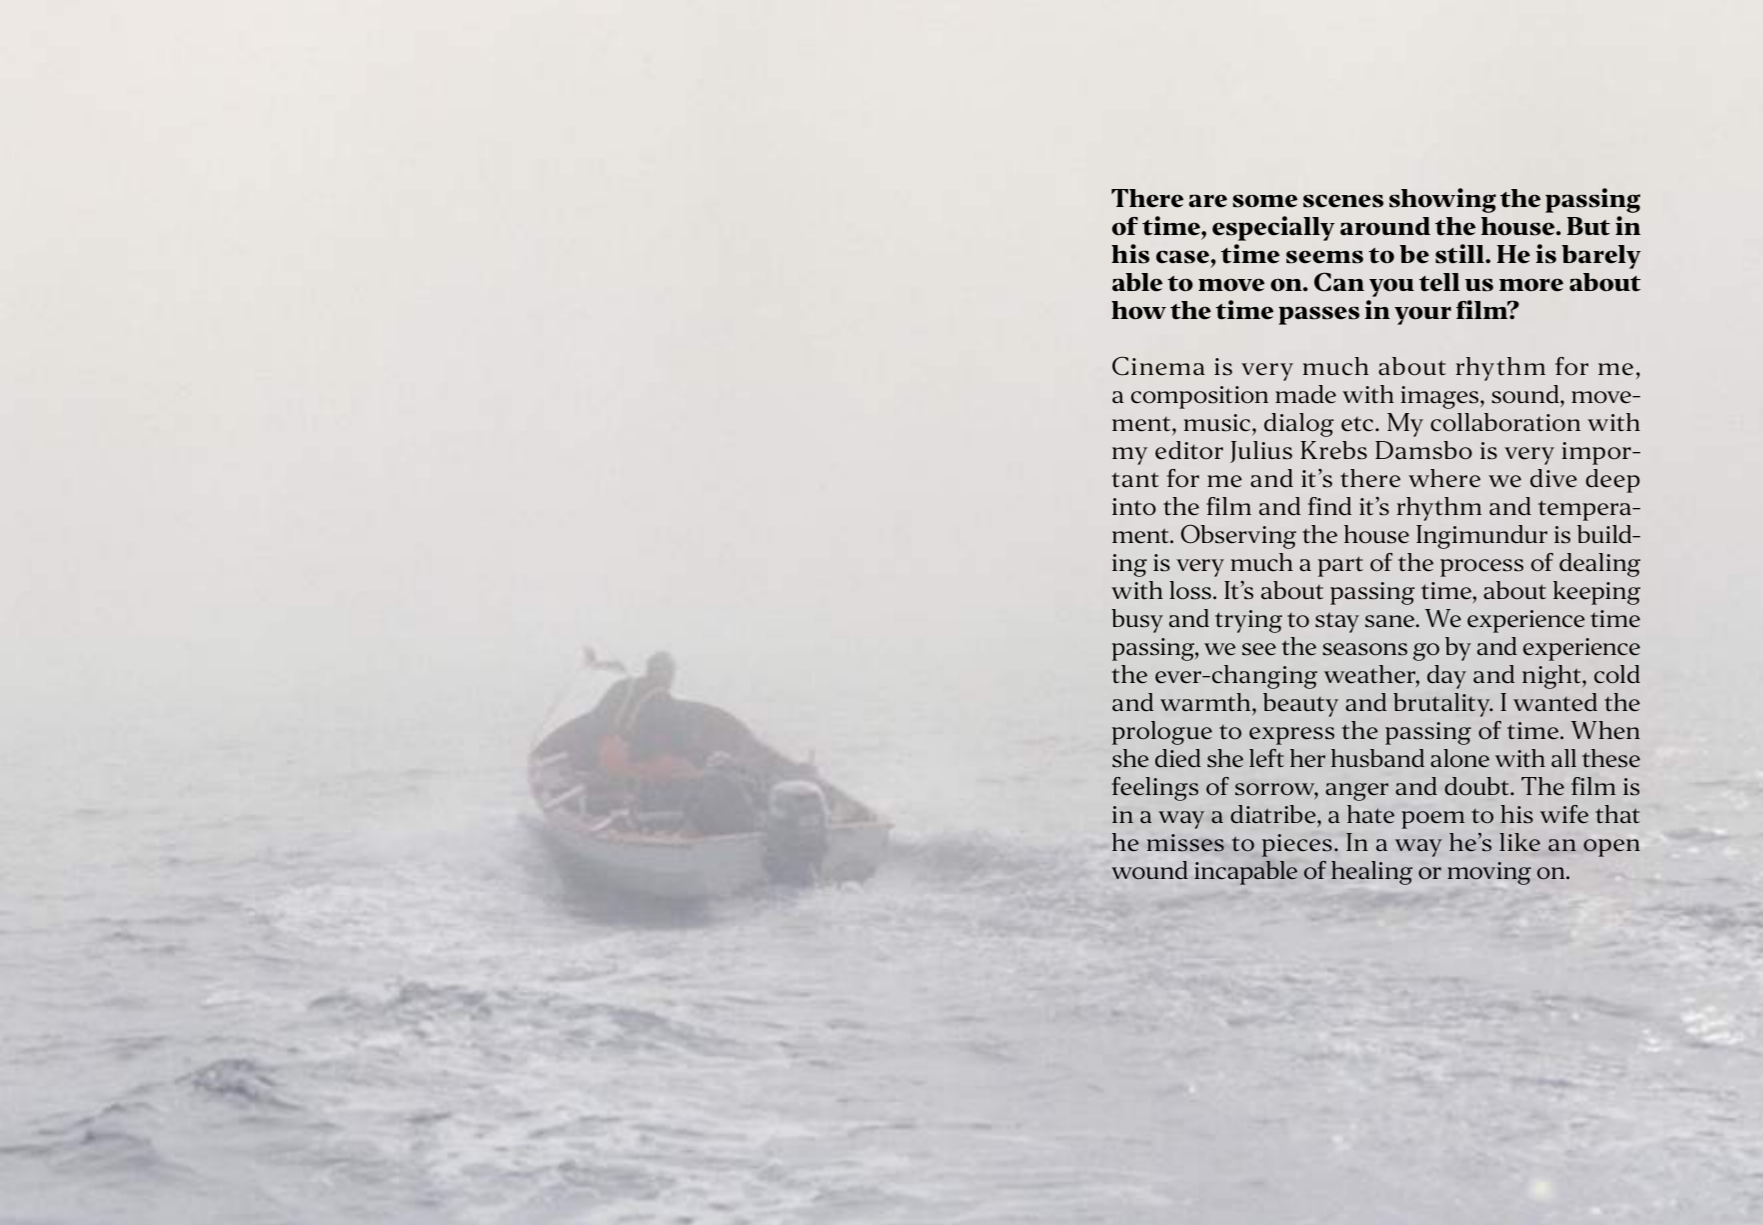 There are some scenes showing the passing
of time, especially around the house. But in
his case, time seems to be still. He is barely
able to move on. Can you tell us more about
how the time passes in your film?
Cinema is very much about rhythm for me,
a composition made with images, sound, move-
ment, music, dialog etc. My collaboration with
my editor Julius Krebs Damsbo is very impor-
tant for me and it’s there where we dive deep
into the film and find it’s rhythm and tempera-
ment. Observing the house Ingimundur is build-
ing is very much a part of the process of dealing
with loss. It’s about passing time, about keeping
busy and trying to stay sane. We experience time
passing, we see the seasons go by and experience
the ever-changing weather, day and night, cold
and warmth, beauty and brutality. I wanted the
prologue to express the passing of time. When
she died she left her husband alone with all these
feelings of sorrow, anger and doubt. The film is
in a way a diatribe, a hate poem to his wife that
he misses to pieces. In a way he’s like an open
wound incapable of healing or moving on.